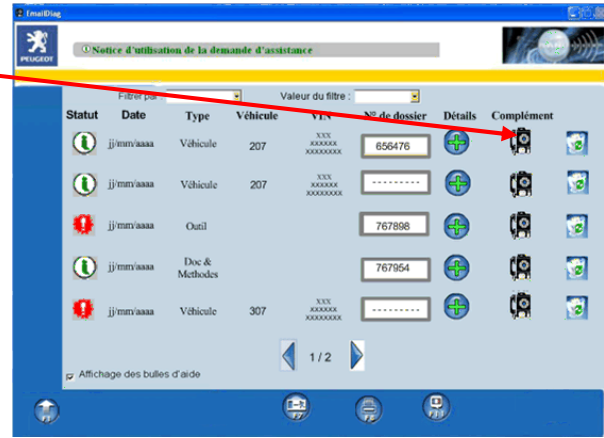 EmailDiag
PEUGEOT
Notice d'utilisation de la demande d'assistance
Filtrer par : Valeur du filtre :
Statut Date Type Véhicule VIN N° de dossier Détails Complément
jj/mm/aaaa Véhicule 207 XXX XXXXXX XXXXXXXX 656476
jj/mm/aaaa Véhicule 207 XXX XXXXXX XXXXXXXX ---------
jj/mm/aaaa Outil 767898
jj/mm/aaaa Doc & Methodes 767954
jj/mm/aaaa Véhicule 307 XXX XXXXXX XXXXXXXX ---------
1 / 2
Affichage des bulles d'aide